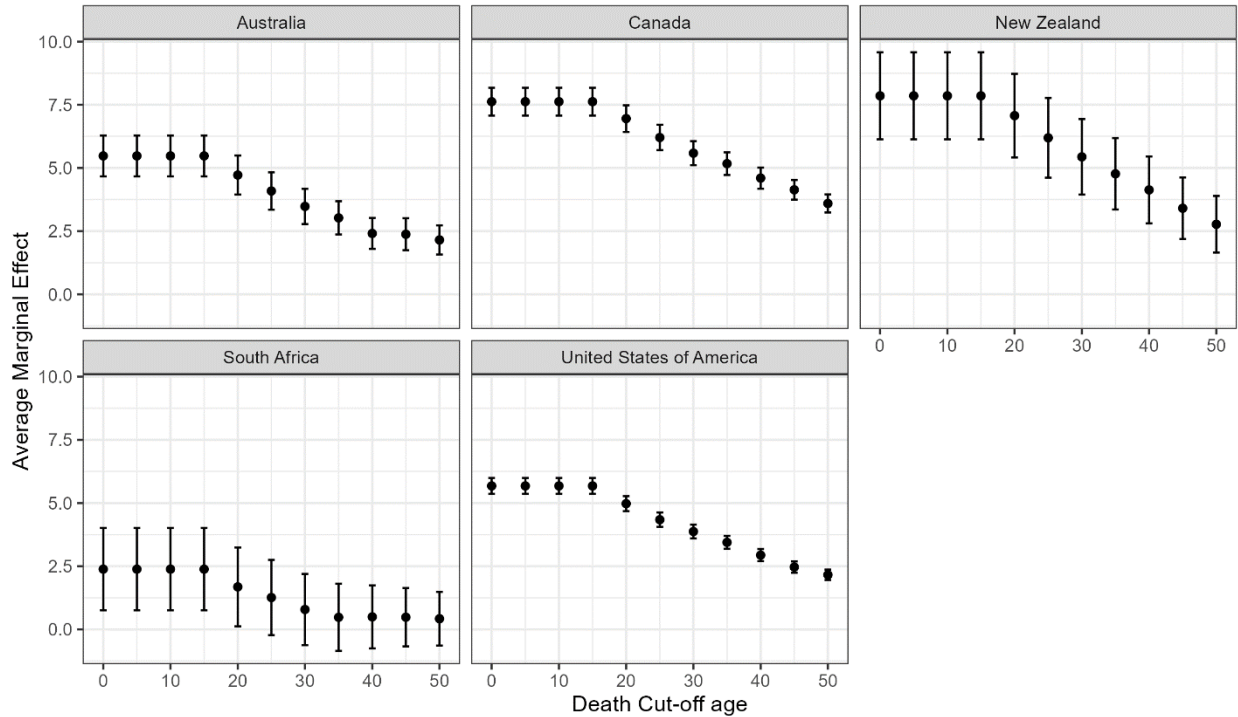 Australia
Canada
New Zealand
10.0
7.5
5.0
2.5
0.0
0 10 20 30 40 50
South Africa
United States of America
10.0
7.5
5.0
2.5
0.0
0 10 20 30 40 50
0 10 20 30 40 50
Average Marginal Effect
Death Cut-off age